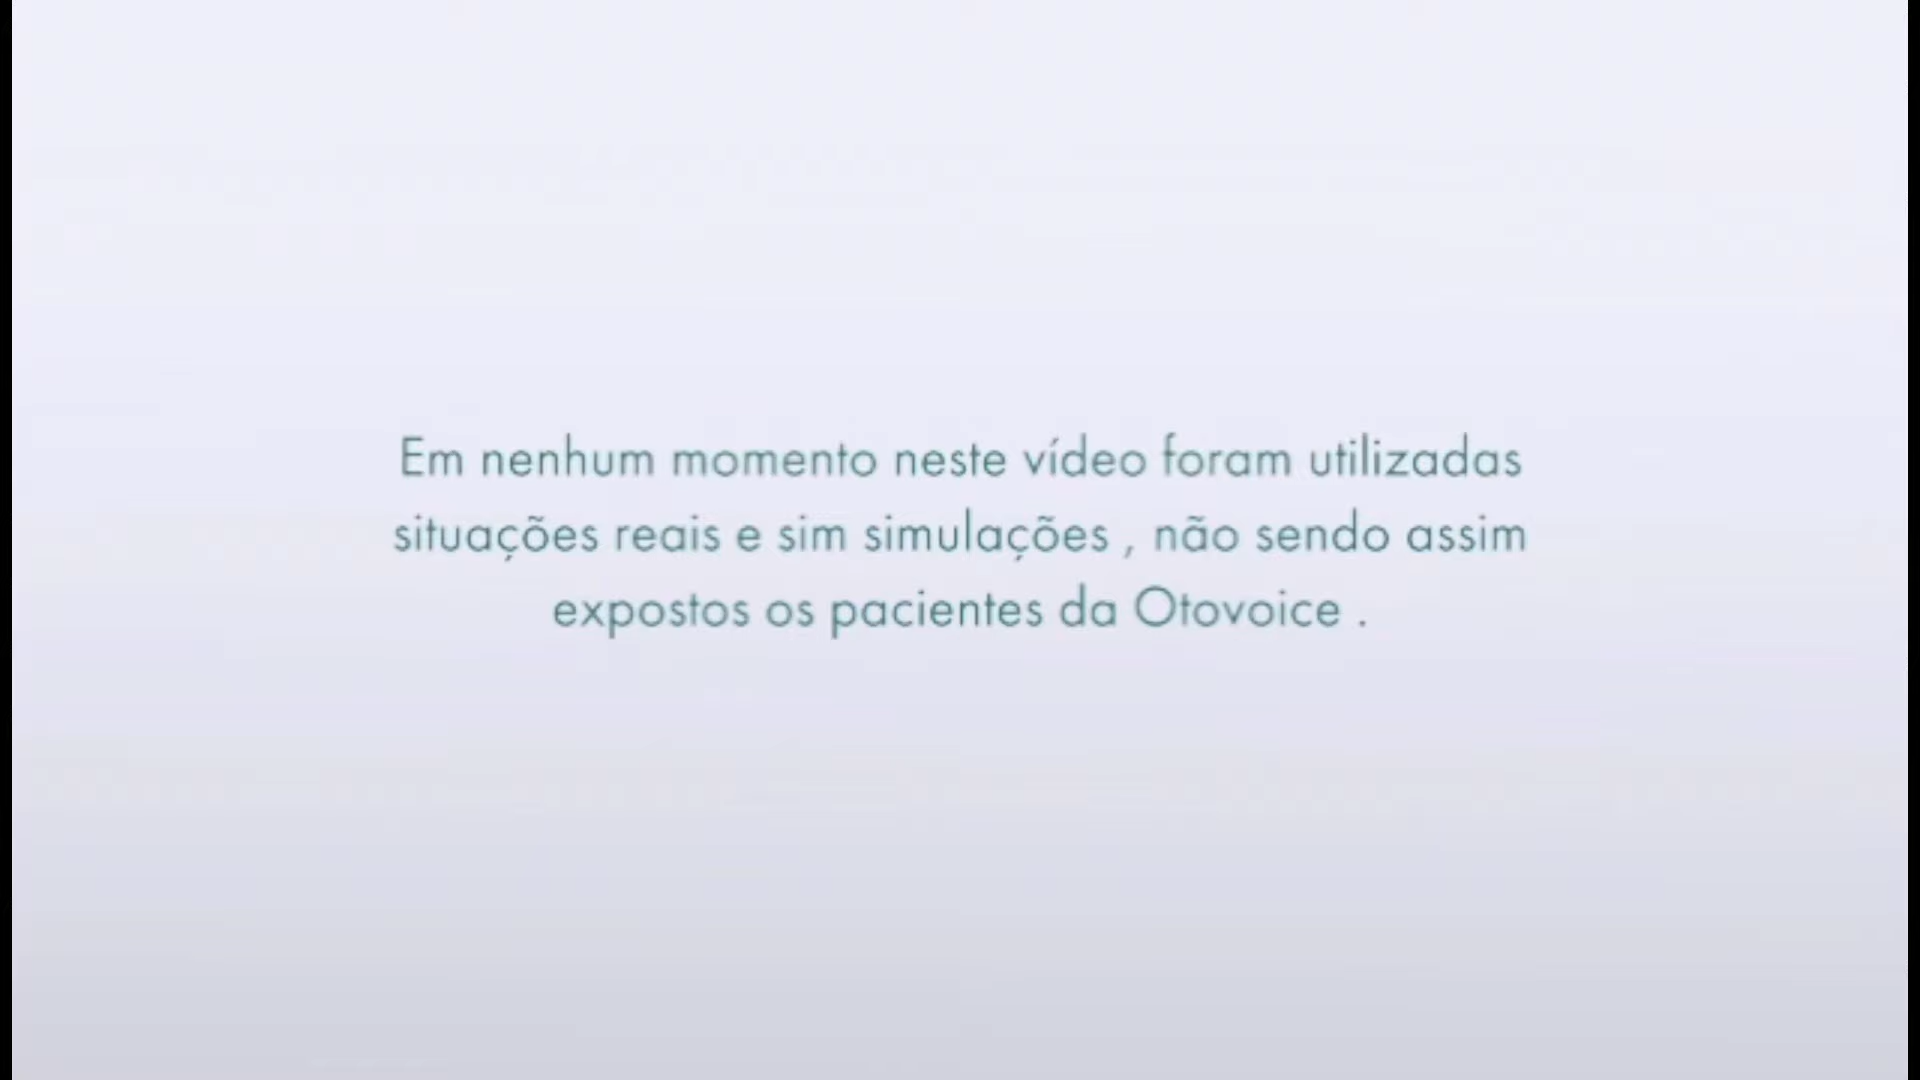 Em nenhum momento neste vídeo foram utilizadas
situações reais e sim simulações , não sendo assim
expostos os pacientes da Otovoice .